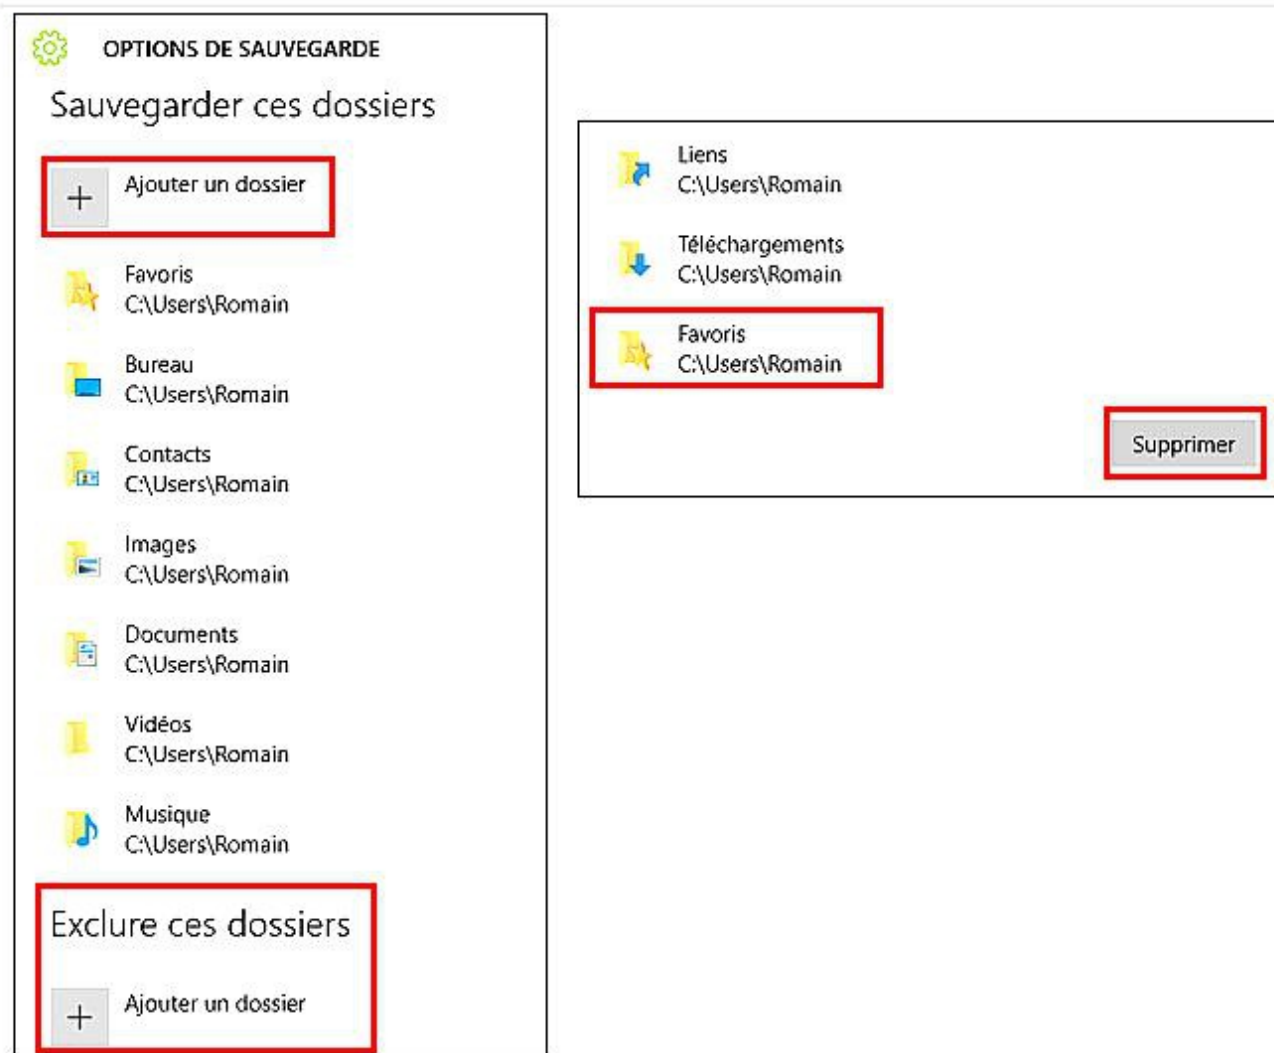 OPTIONS DE SAUVEGARDE
Sauvegarder ces dossiers
Ajouter un dossier
Favoris
C:\Users\Romain
Bureau
C:\Users\Romain
Contacts
C:\Users\Romain
Images
C:\Users\Romain
Documents
C:\Users\Romain
Vidéos
C:\Users\Romain
Musique
C:\Users\Romain
Exclure ces dossiers
Ajouter un dossier
Liens
C:\Users\Romain
Téléchargements
C:\Users\Romain
Favoris
C:\Users\Romain
Supprimer